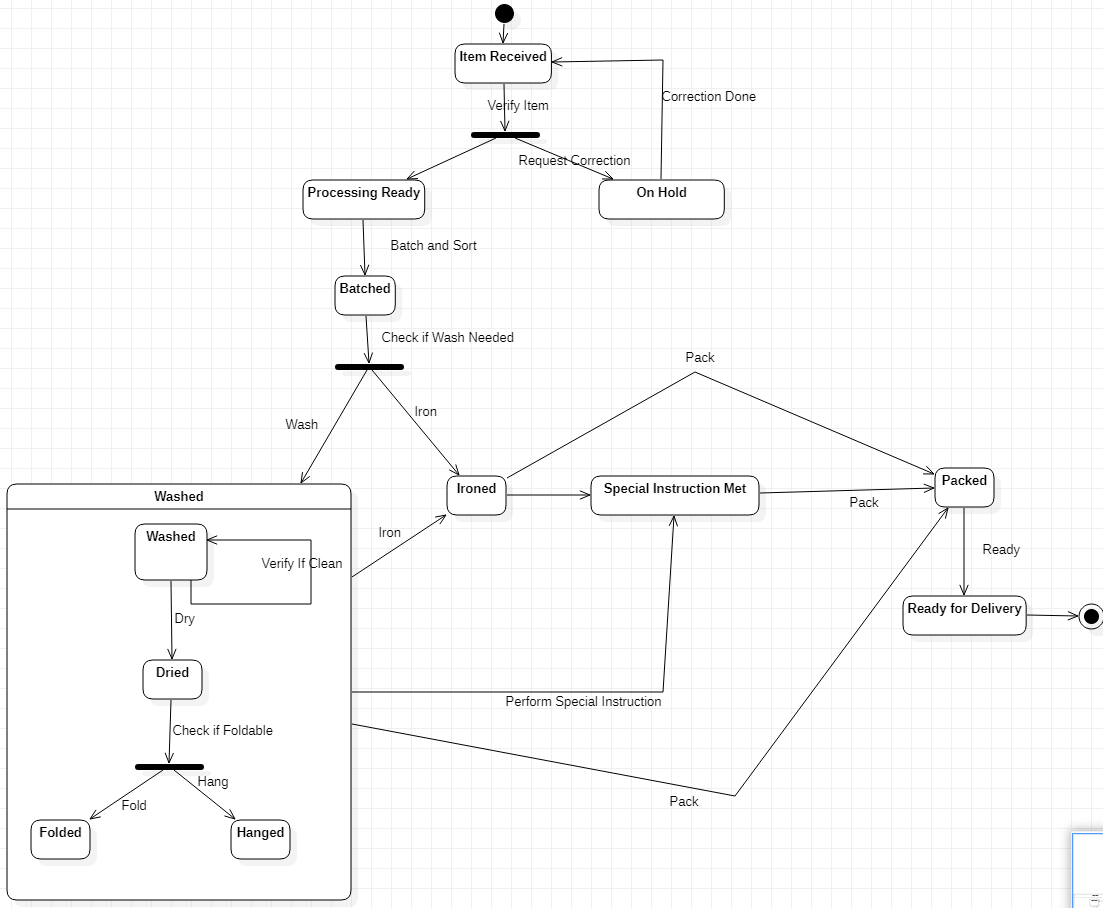 Item Received
Correction Done
Verify Item
Request Correction
Processing Ready
On Hold
Batch and Sort
Batched
Check if Wash Needed
Pack
Iron
Wash
Packed
Ironed
Special Instruction Met
Washed
Pack
Iron
Washed
Verify If Clean
Ready
Ready for Delivery
Dry
Dried
Perform Special Instruction
Check if Foldable
Hang
Pack
Fold
Folded
Hanged